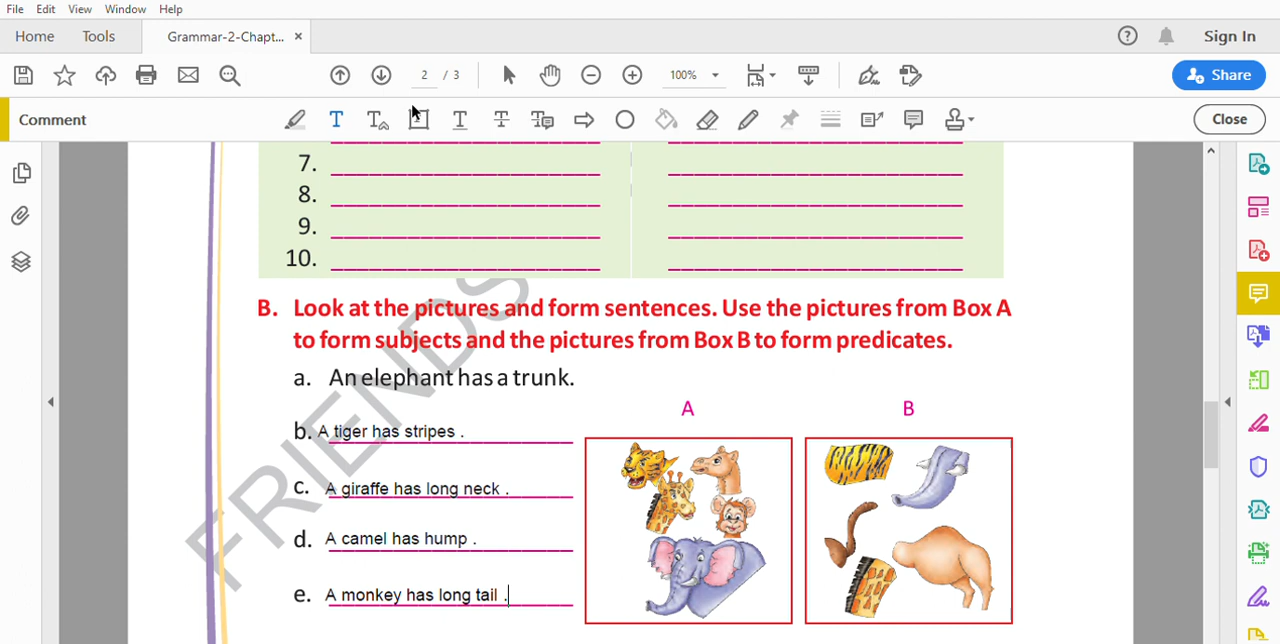 File Edit View Window Help
Home Tools Grammar-2-Chapt... × Sign In
2 / 3 100% Share
Comment Close
7.
8.
9.
10.
B. Look at the pictures and form sentences. Use the pictures from Box A
to form subjects and the pictures from Box B to form predicates.
a. An elephant has a trunk.
A B
b. A tiger has stripes .
c. A giraffe has long neck .
d. A camel has hump .
e. A monkey has long tail .
FRIENDS